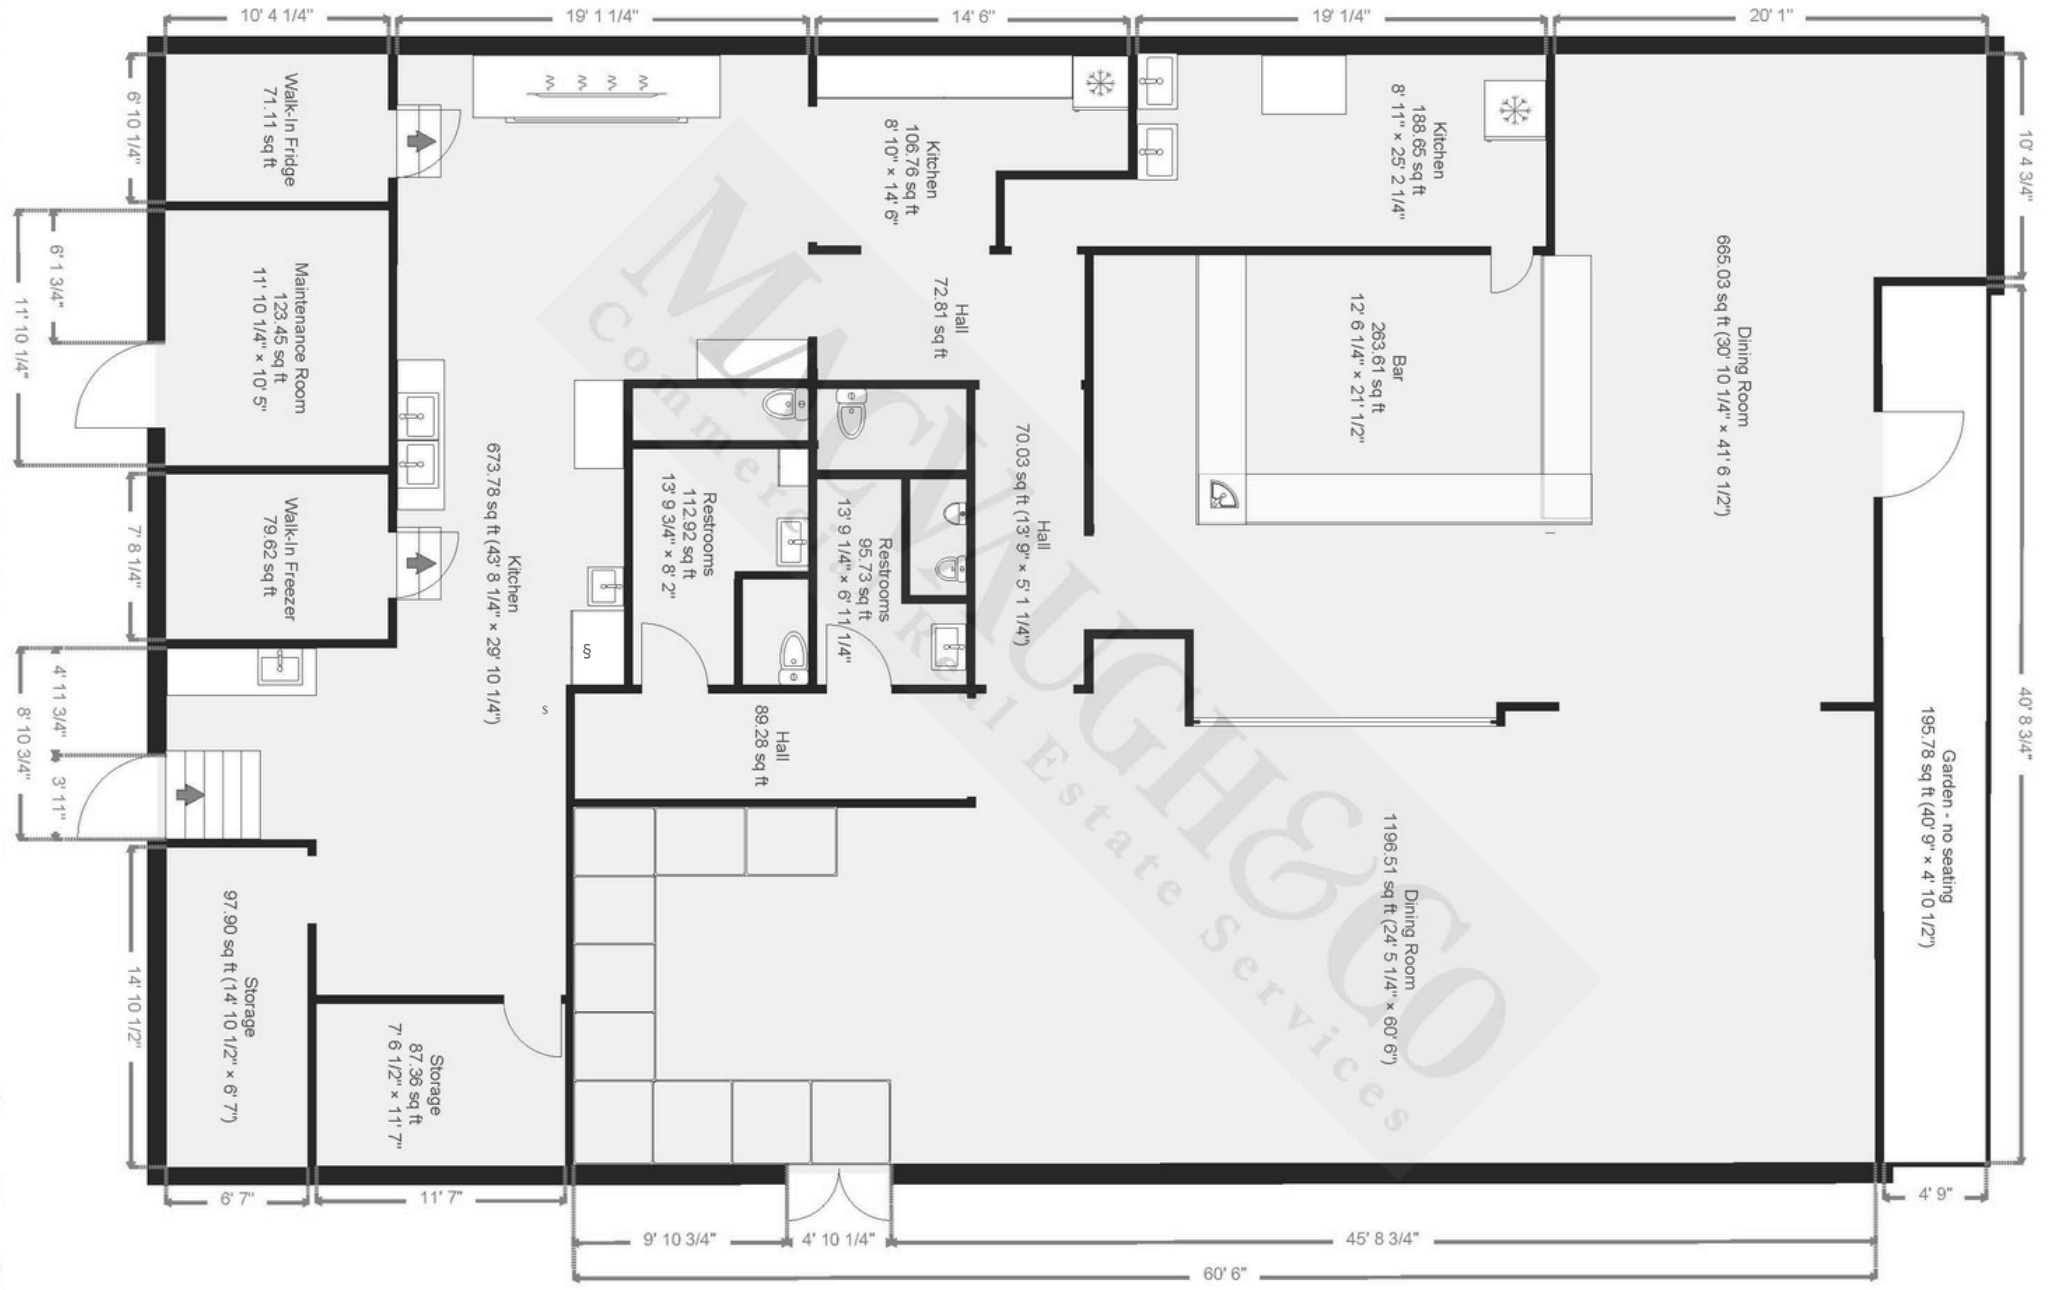 10' 4 1/4"
19' 1 1/4"
14' 6"
19' 1/4"
20' 1"
6' 10 1/4"
11' 10 1/4"
6' 1 3/4"
7' 8 1/4"
8' 10 3/4"
4' 11 3/4"
3' 11"
14' 10 1/2"
10' 4 3/4"
40' 8 3/4"
Walk-In Fridge
71.11 sq ft
Maintenance Room
123.45 sq ft
11' 10 1/4" × 10' 5"
Walk-In Freezer
79.62 sq ft
Kitchen
673.78 sq ft (43' 8 1/4" × 29' 10 1/4")
Kitchen
106.76 sq ft
8' 10" × 14' 6"
Kitchen
188.65 sq ft
8' 11" × 25' 2 1/4"
Hall
72.81 sq ft
Bar
263.61 sq ft
12' 6 1/4" × 21' 1/2"
Dining Room
665.03 sq ft (30' 10 1/4" × 41' 6 1/2")
Restrooms
112.92 sq ft
13' 9 3/4" × 8' 2"
Restrooms
95.73 sq ft
13' 9 1/4" × 6' 11 1/4"
Hall
70.03 sq ft (13' 9" × 5' 1 1/4")
§
§
Hall
89.28 sq ft
Dining Room
1196.51 sq ft (24' 5 1/4" × 60' 6")
Garden - no seating
195.78 sq ft (40' 9" × 4' 10 1/2")
Storage
97.90 sq ft (14' 10 1/2" × 6' 7")
Storage
87.36 sq ft
7' 6 1/2" × 11' 7"
MACVAUGH&CO
Commercial Real Estate Services
6' 7"
11' 7"
4' 9"
9' 10 3/4"
4' 10 1/4"
45' 8 3/4"
60' 6"